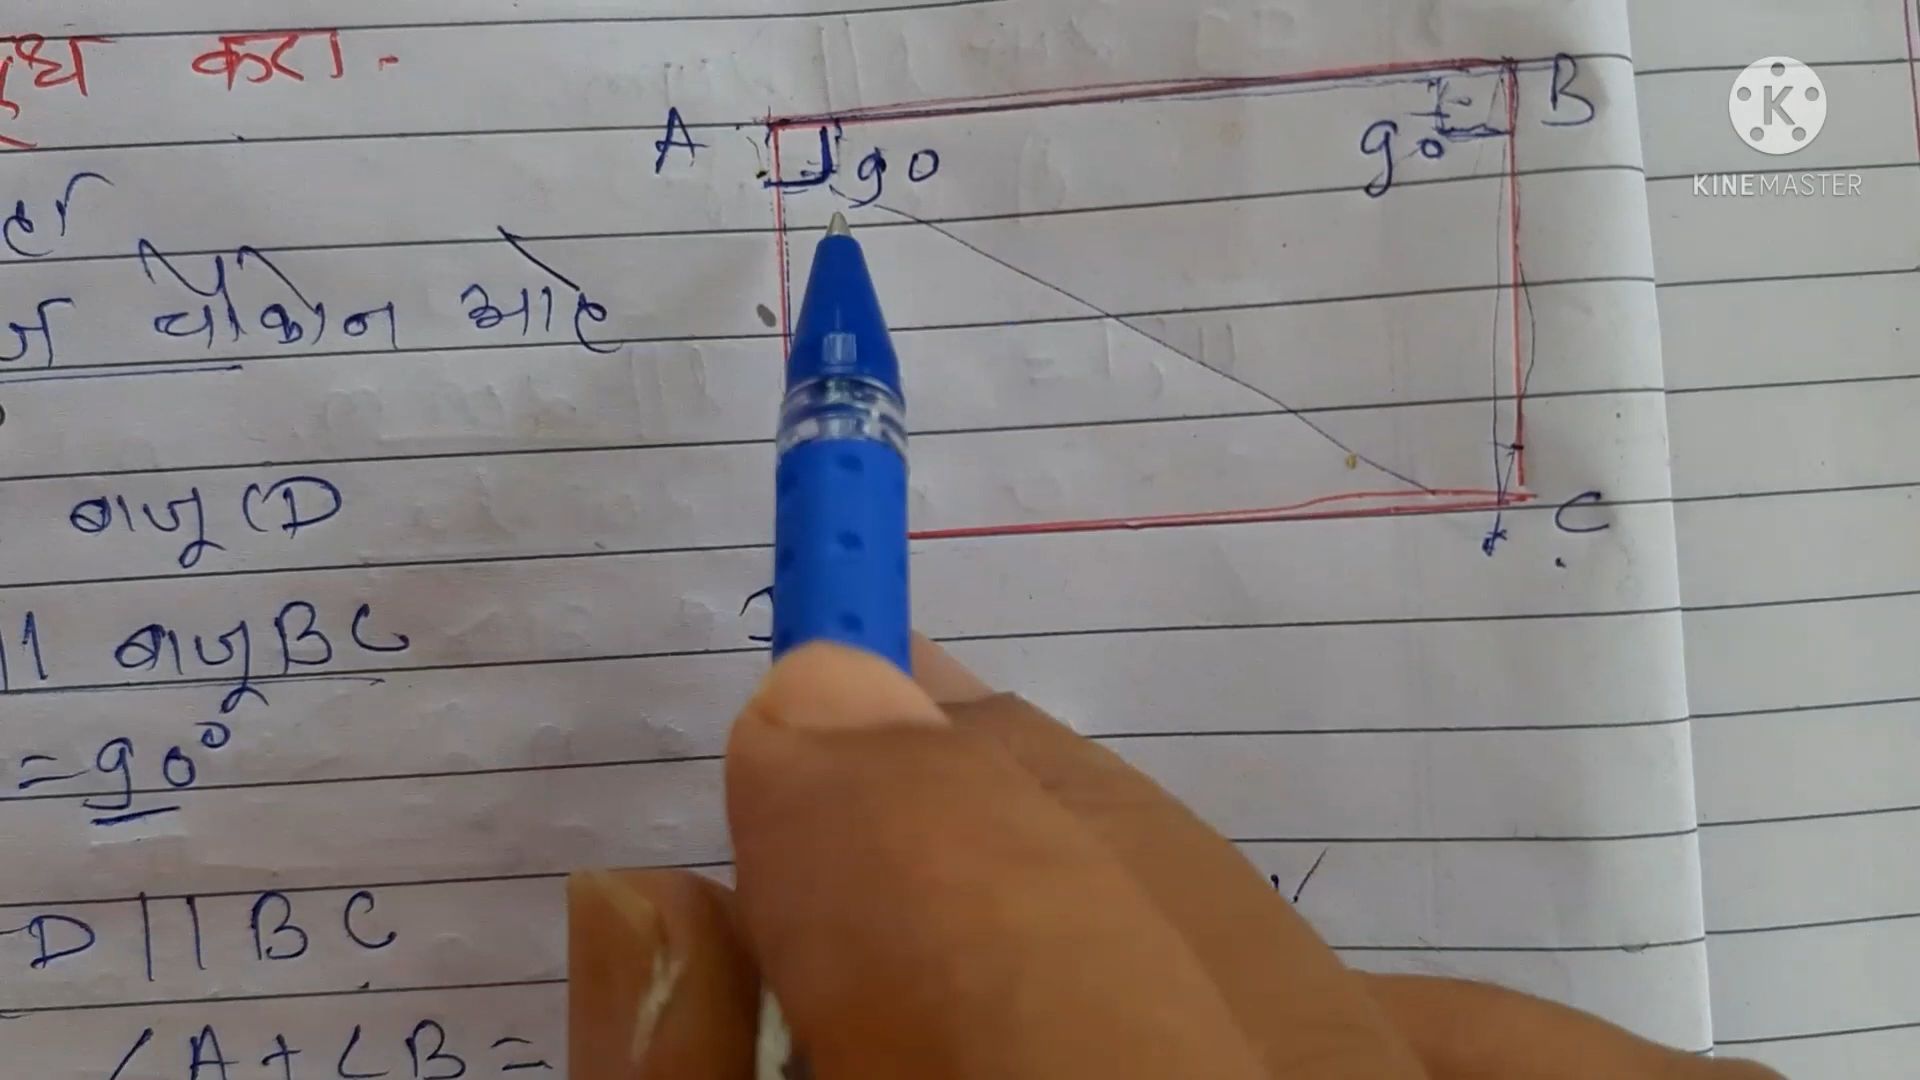 करा.
A
B
90
90
चौकोन आहे
बाजू CD
C
|| बाजू BC
= 90°
D || BC
∠A + ∠B =
KINEMASTER